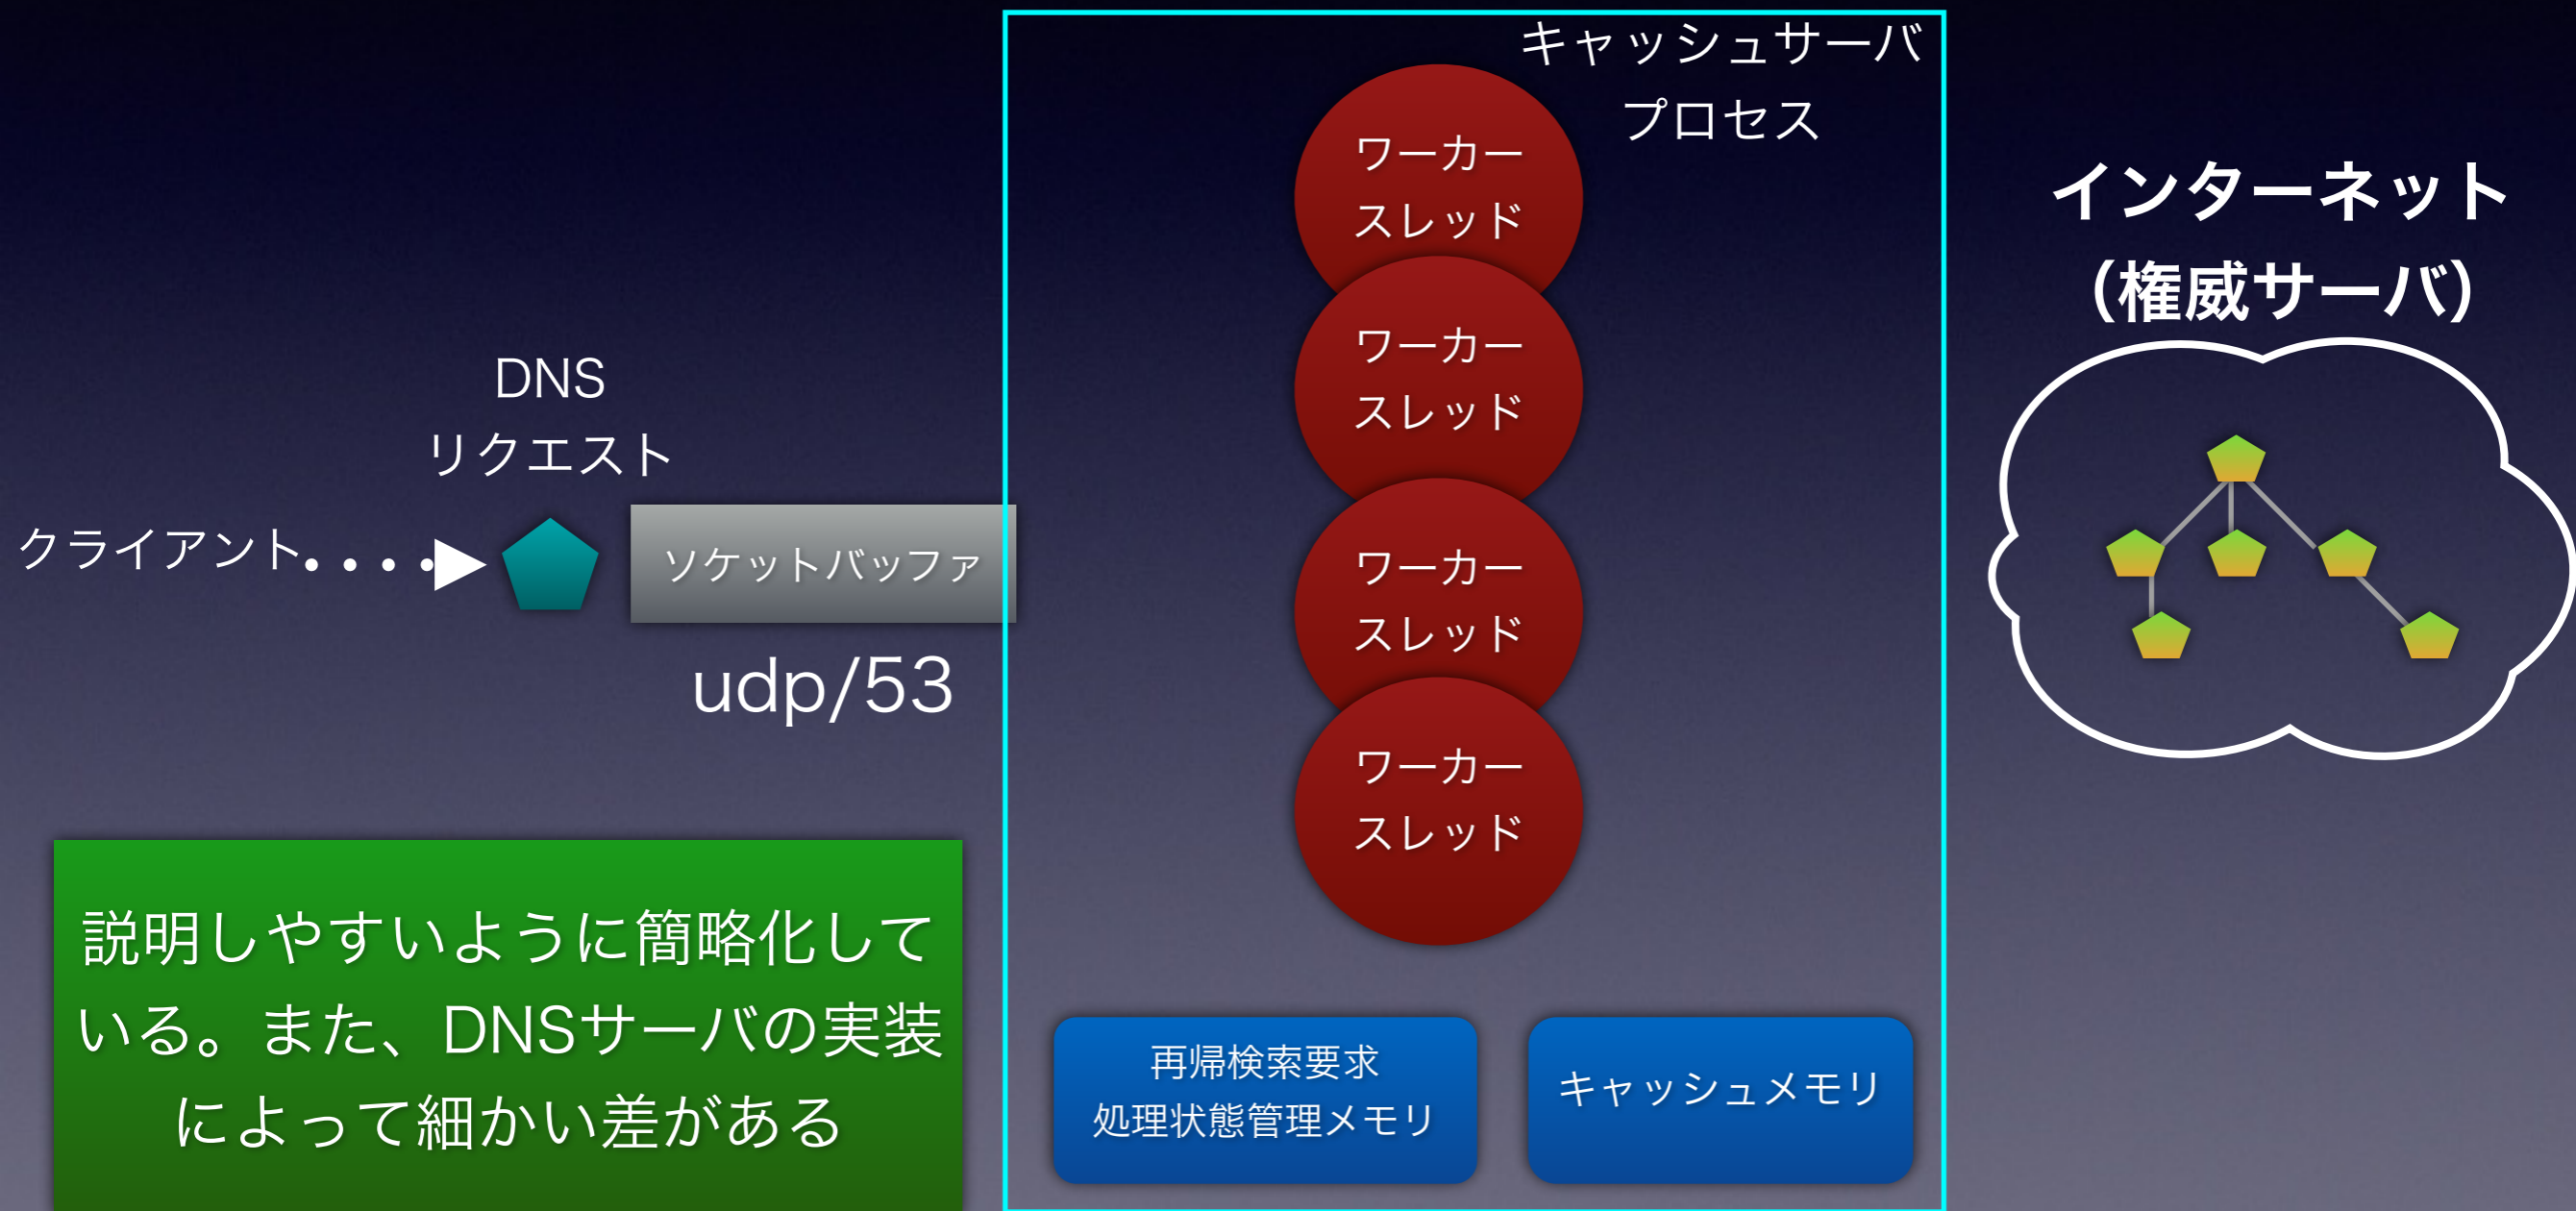 キャッシュサーバ
プロセス
ワーカー
スレッド
ワーカー
スレッド
ワーカー
スレッド
ワーカー
スレッド
インターネット
（権威サーバ）
DNS
リクエスト
クライアント
ソケットバッファ
udp/53
説明しやすいように簡略化して
いる。また、DNSサーバの実装
によって細かい差がある
再帰検索要求
処理状態管理メモリ
キャッシュメモリ